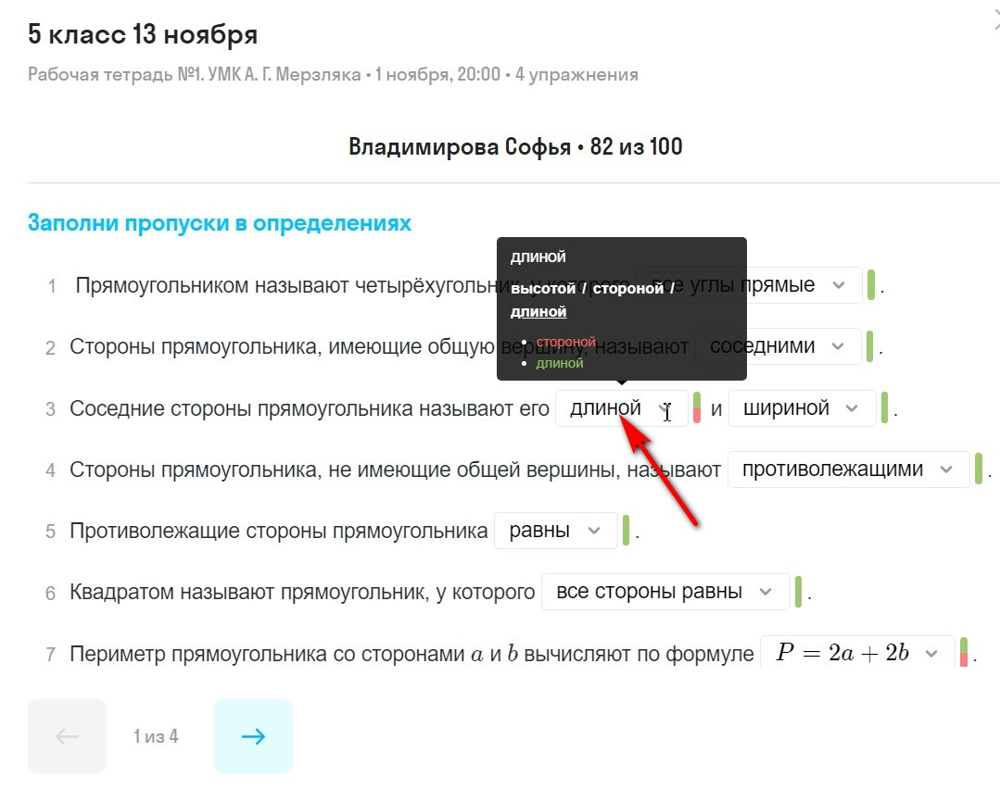 5 класс 13 ноября
Рабочая тетрадь №1. УМК А. Г. Мерзляка • 1 ноября, 20:00 • 4 упражнения
Владимирова Софья • 82 из 100
Заполни пропуски в определениях
длиной
высотой / стороной /
длиной
• стороной
• длиной
1 Прямоугольником называют четырёхугольник, у которого все углы прямые .
2 Стороны прямоугольника, имеющие общую вершину, называют соседними .
3 Соседние стороны прямоугольника называют его длиной и шириной .
4 Стороны прямоугольника, не имеющие общей вершины, называют противолежащими .
5 Противолежащие стороны прямоугольника равны .
6 Квадратом называют прямоугольник, у которого все стороны равны .
7 Периметр прямоугольника со сторонами a и b вычисляют по формуле P = 2a + 2b .
1 из 4